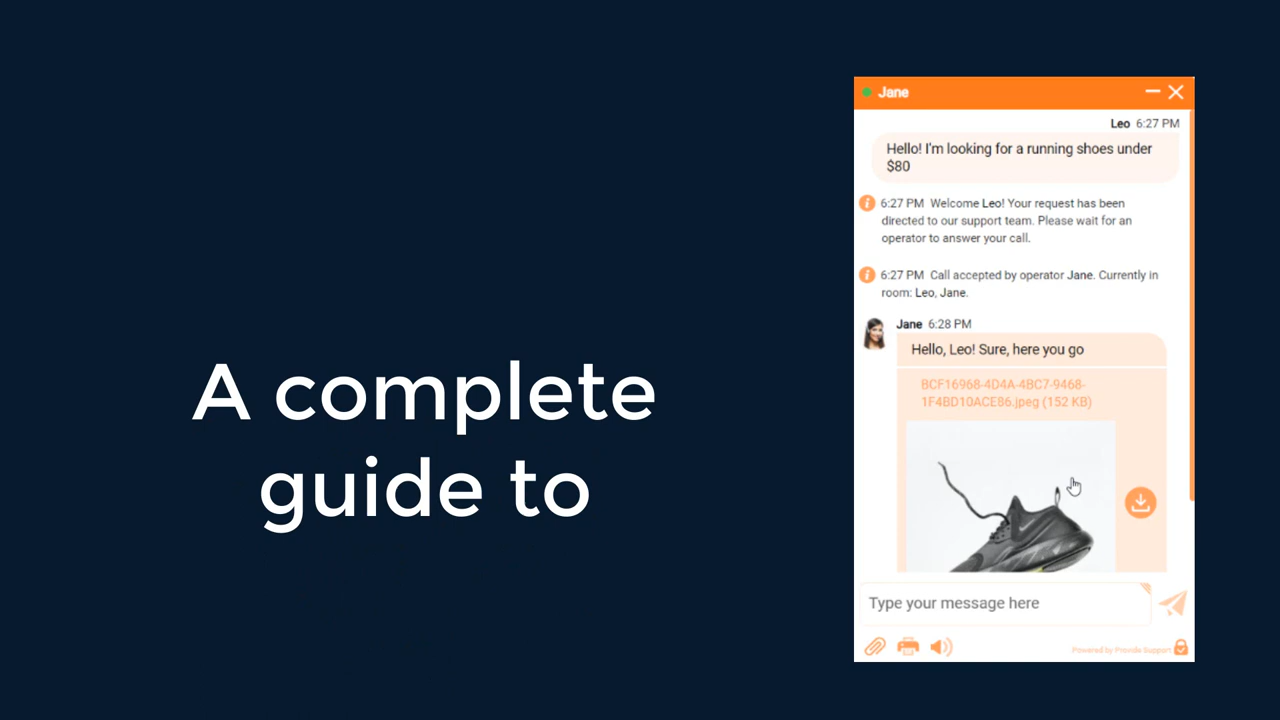 A complete
guide to
Jane
Leo 6:27 PM
Hello! I'm looking for a running shoes under
$80
6:27 PM Welcome Leo! Your request has been
directed to our support team. Please wait for an
operator to answer your call.
6:27 PM Call accepted by operator Jane. Currently in
room: Leo, Jane.
Jane 6:28 PM
Hello, Leo! Sure, here you go
BCF16968-4D4A-4BC7-9468-
1F4BD10ACE86.jpeg (152 KB)
Type your message here
Powered by Provide Support